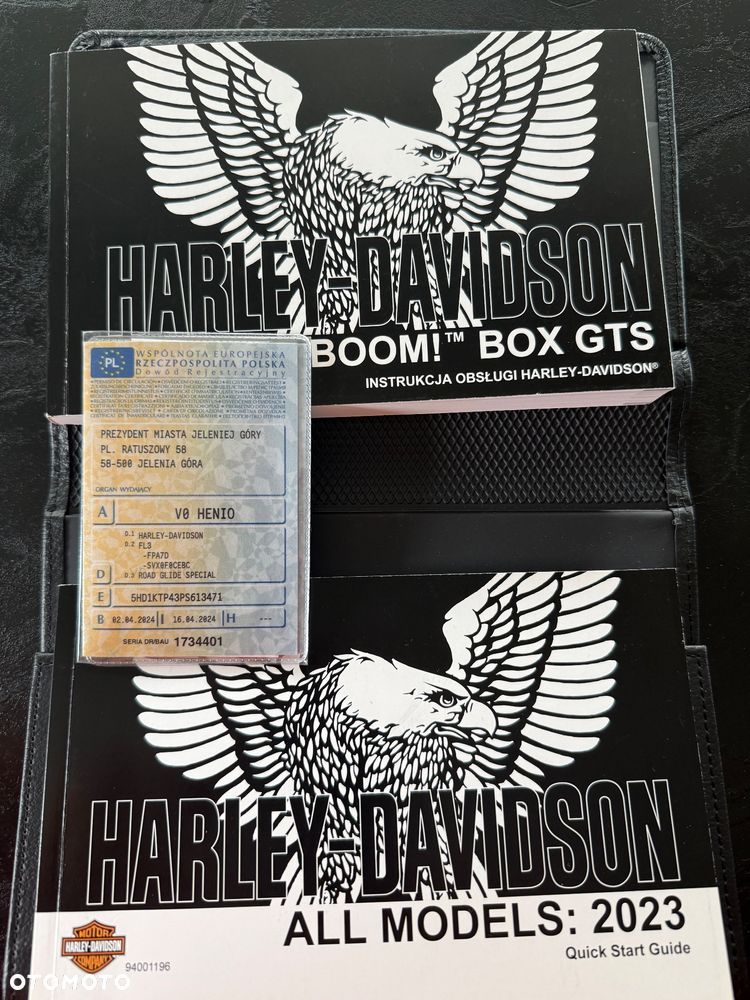 HARLEY-DAVIDSON
BOOM!™ BOX GTS
INSTRUKCJA OBSŁUGI HARLEY-DAVIDSON®
PL
WSPÓLNOTA EUROPEJSKA
RZECZPOSPOLITA POLSKA
Dowód Rejestracyjny
PREZYDENT MIASTA JELENIEJ GÓRY
PL. RATUSZOWY 58
58-500 JELENIA GÓRA
ORGAN WYDAJĄCY
A V0 HENIO
D.1 HARLEY-DAVIDSON
D.2 FL3
-FPA7D
-SVX0F0CEBC
D D.3 ROAD GLIDE SPECIAL
E 5HD1KTP43PS613471
B 02.04.2024 I 16.04.2024 H ---
SERIA DR/BAU 1734401
HARLEY-DAVIDSON
ALL MODELS: 2023
Quick Start Guide
MOTOR
HARLEY-DAVIDSON
COMPANY
94001196
OTOMOTO